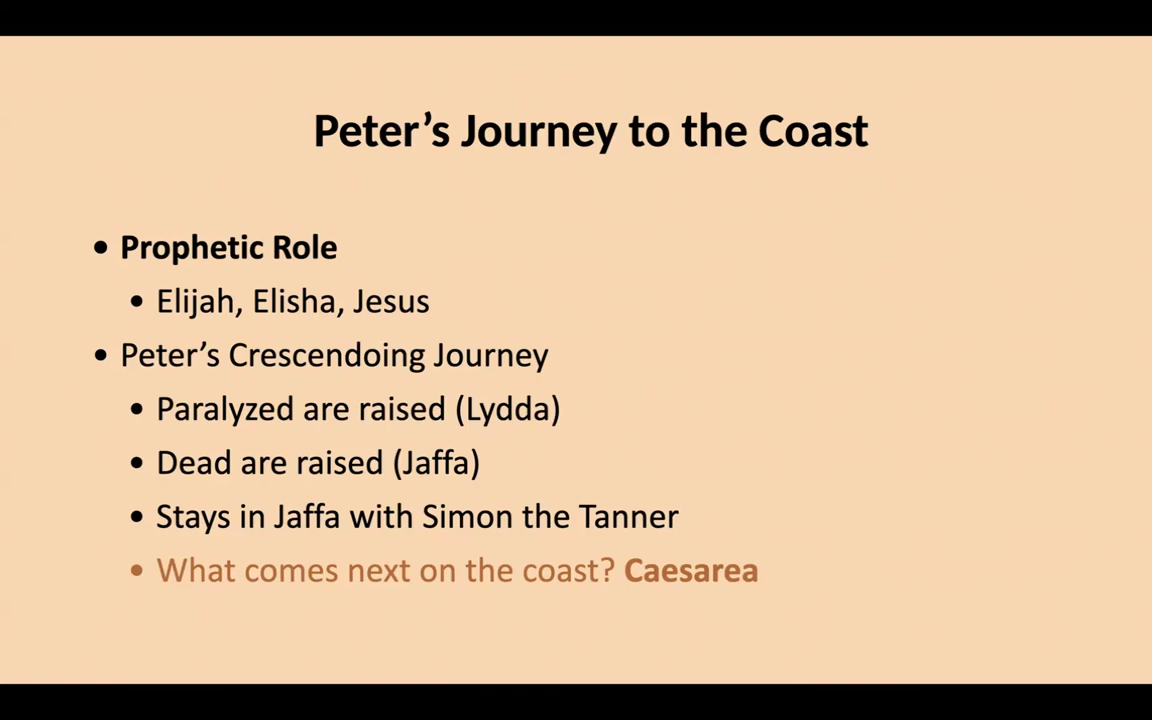 Peter’s Journey to the Coast
• Prophetic Role
• Elijah, Elisha, Jesus
• Peter’s Crescendoing Journey
• Paralyzed are raised (Lydda)
• Dead are raised (Jaffa)
• Stays in Jaffa with Simon the Tanner
• What comes next on the coast? Caesarea